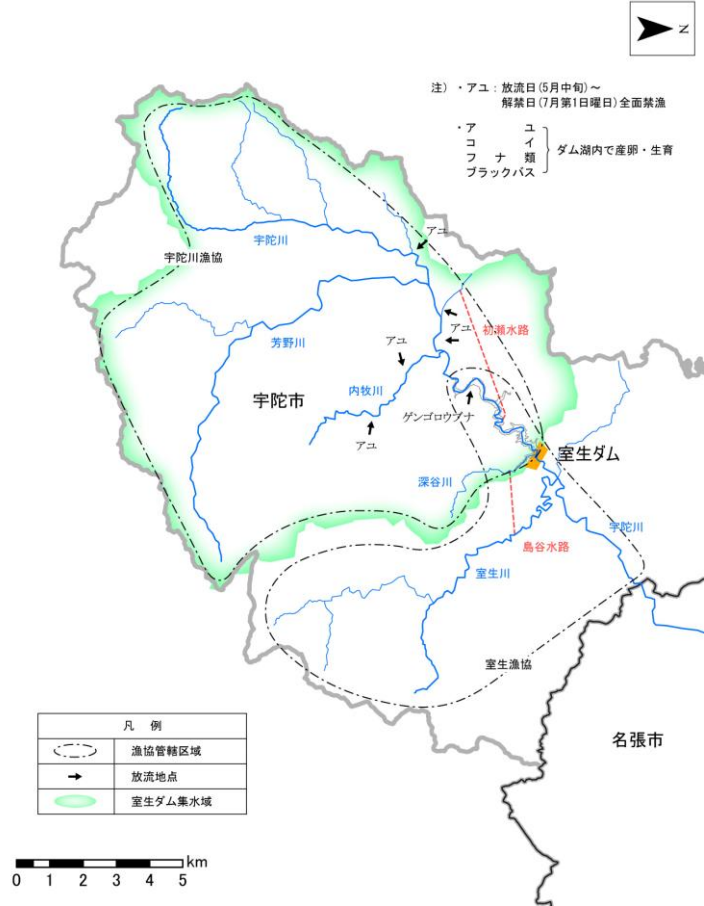 N
注) ・アユ：放流日(5月中旬)～
解禁日(7月第1日曜日)全面禁漁
・アユ
コイ
フナ類
ブラックバス
ダム湖内で産卵・生育
アユ
宇陀川
宇陀川漁協
初瀬水路
アユ
芳野川
アユ
内牧川
宇陀市
ゲンゴロウブナ
アユ
室生ダム
深谷川
宇陀川
島谷水路
室生川
室生漁協
名張市
凡例
漁協管轄区域
放流地点
室生ダム集水域
km
0 1 2 3 4 5